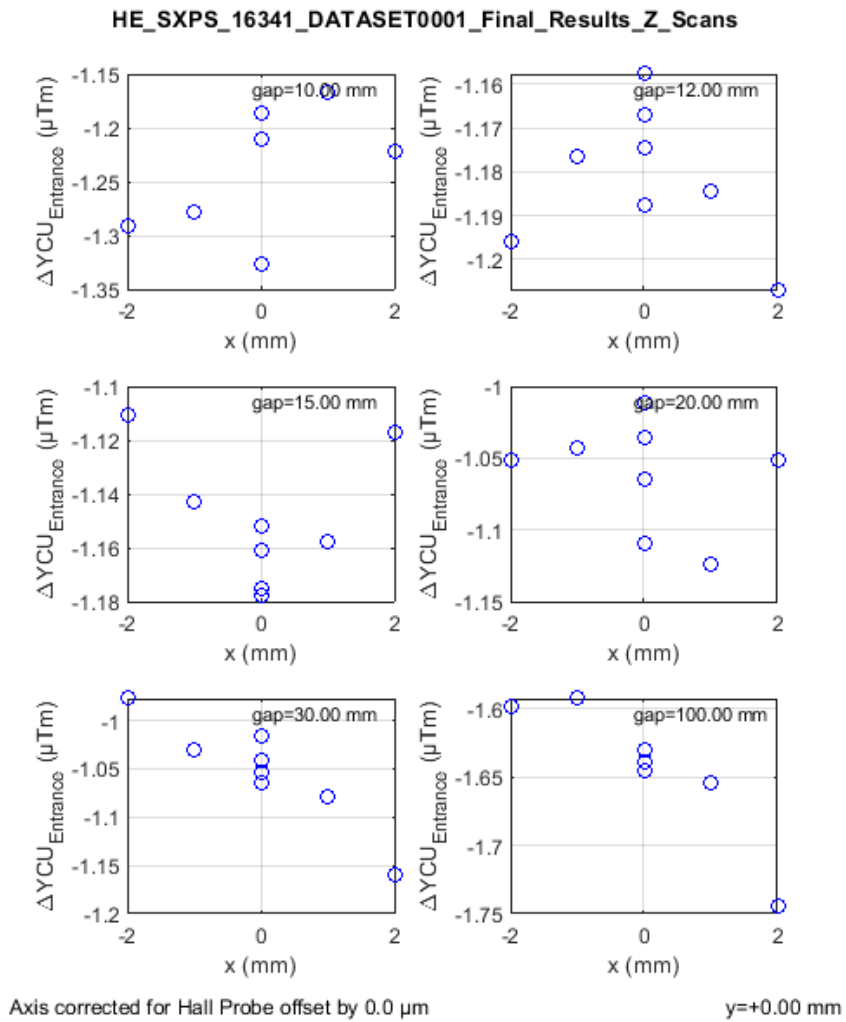 HE_SXPS_16341_DATASET0001_Final_Results_Z_Scans
ΔYCU_Entrance (μTm)
-1.15
-1.2
-1.25
-1.3
-1.35
gap=10.00 mm
-2 0 2
x (mm)
ΔYCU_Entrance (μTm)
-1.16
-1.17
-1.18
-1.19
-1.2
gap=12.00 mm
-2 0 2
x (mm)
ΔYCU_Entrance (μTm)
-1.1
-1.12
-1.14
-1.16
-1.18
gap=15.00 mm
-2 0 2
x (mm)
ΔYCU_Entrance (μTm)
-1
-1.05
-1.1
-1.15
gap=20.00 mm
-2 0 2
x (mm)
ΔYCU_Entrance (μTm)
-1
-1.05
-1.1
-1.15
-1.2
gap=30.00 mm
-2 0 2
x (mm)
ΔYCU_Entrance (μTm)
-1.6
-1.65
-1.7
-1.75
gap=100.00 mm
-2 0 2
x (mm)
Axis corrected for Hall Probe offset by 0.0 μm
y=+0.00 mm